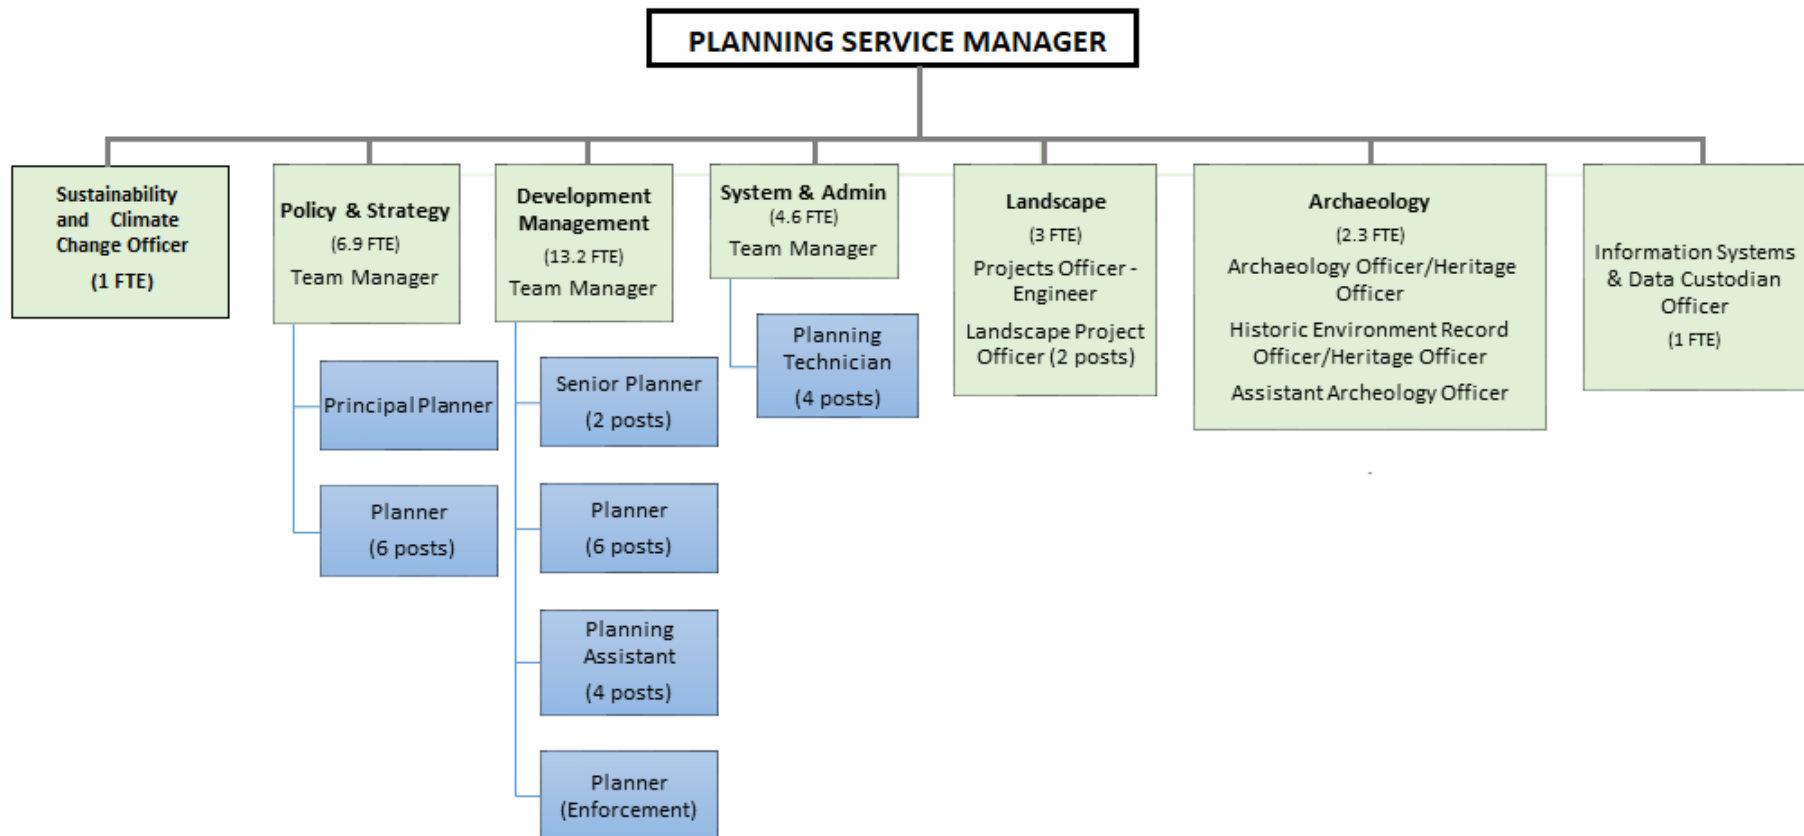 PLANNING SERVICE MANAGER
Sustainability
and Climate
Change Officer
(1 FTE)
Policy & Strategy
(6.9 FTE)
Team Manager
Principal Planner
Planner
(6 posts)
Development
Management
(13.2 FTE)
Team Manager
Senior Planner
(2 posts)
Planner
(6 posts)
Planning
Assistant
(4 posts)
Planner
(Enforcement)
System & Admin
(4.6 FTE)
Team Manager
Planning
Technician
(4 posts)
Landscape
(3 FTE)
Projects Officer -
Engineer
Landscape Project
Officer (2 posts)
Archaeology
(2.3 FTE)
Archaeology Officer/Heritage
Officer
Historic Environment Record
Officer/Heritage Officer
Assistant Archeology Officer
Information Systems
& Data Custodian
Officer
(1 FTE)